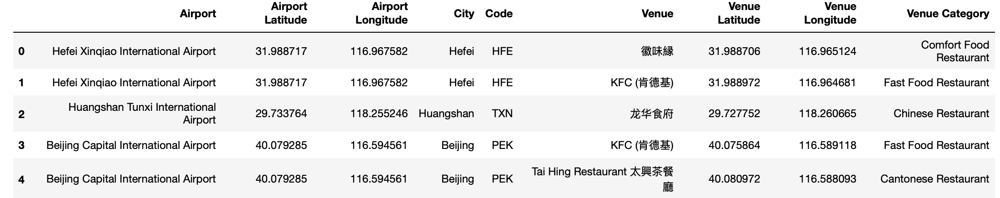 Airport Airport Latitude Airport Longitude City Code Venue Venue Latitude Venue Longitude Venue Category
0 Hefei Xinqiao International Airport 31.988717 116.967582 Hefei HFE 徽味縁 31.988706 116.965124 Comfort Food Restaurant
1 Hefei Xinqiao International Airport 31.988717 116.967582 Hefei HFE KFC (肯德基) 31.988972 116.964681 Fast Food Restaurant
2 Huangshan Tunxi International Airport 29.733764 118.255246 Huangshan TXN 龙华食府 29.727752 118.260665 Chinese Restaurant
3 Beijing Capital International Airport 40.079285 116.594561 Beijing PEK KFC (肯德基) 40.075864 116.589118 Fast Food Restaurant
4 Beijing Capital International Airport 40.079285 116.594561 Beijing PEK Tai Hing Restaurant 太興茶餐廳 40.080972 116.588093 Cantonese Restaurant